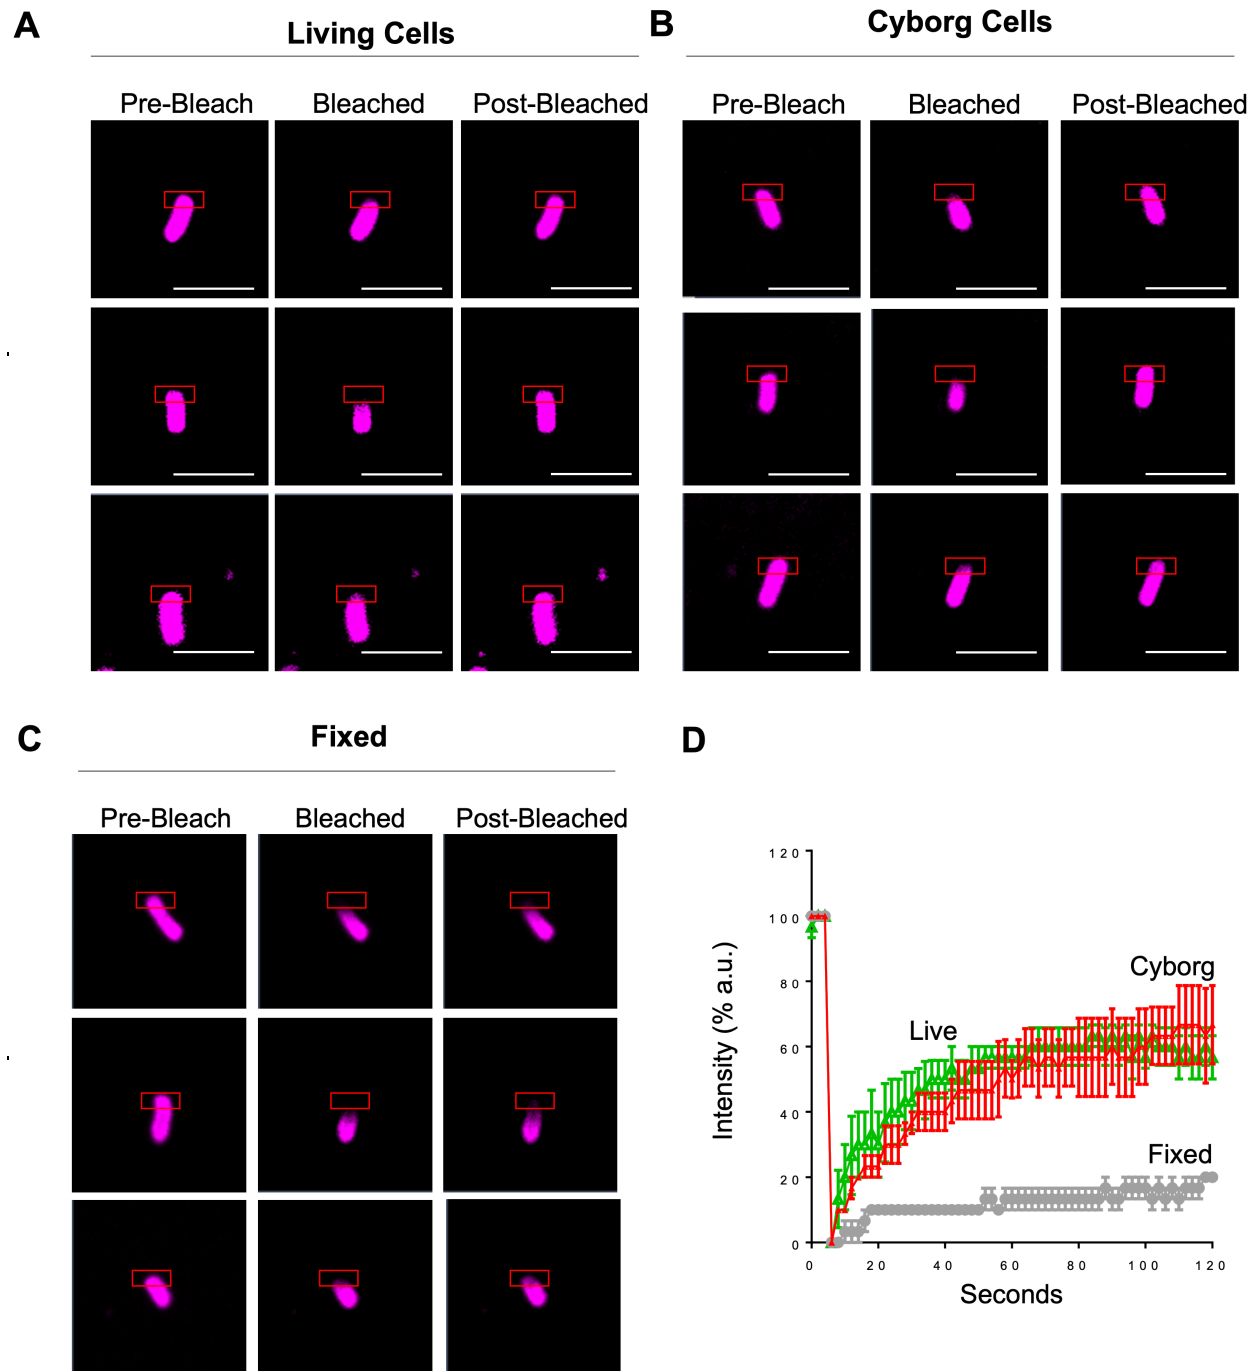 A
Living Cells
Pre-Bleach Bleached Post-Bleached
B
Cyborg Cells
Pre-Bleach Bleached Post-Bleached
C
Fixed
Pre-Bleach Bleached Post-Bleached
D
Intensity (% a.u.)
120
100
80
60
40
20
0
Cyborg
Live
Fixed
0 20 40 60 80 100 120
Seconds